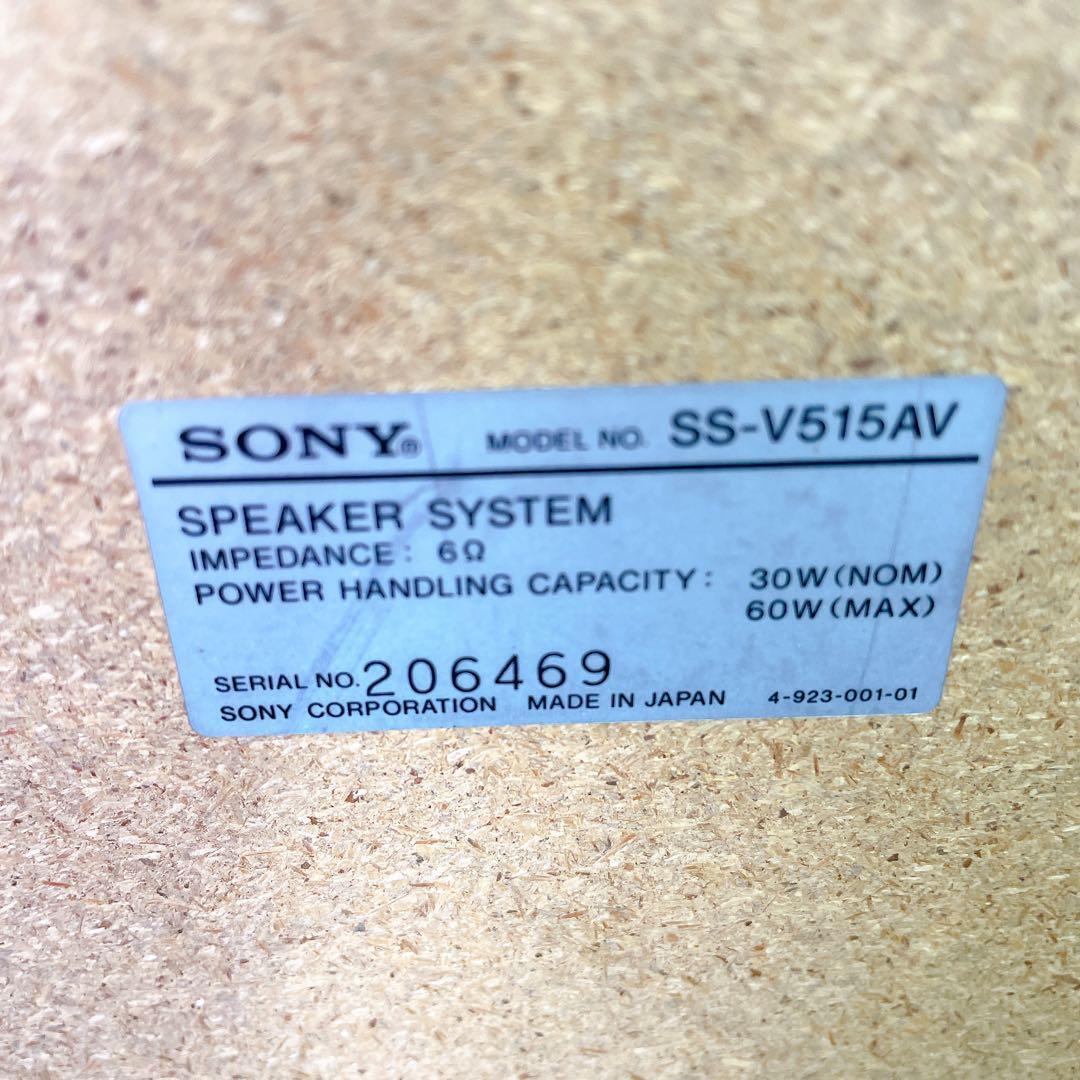 SONY® MODEL NO. SS-V515AV
SPEAKER SYSTEM
IMPEDANCE: 6Ω
POWER HANDLING CAPACITY: 30W(NOM)
60W(MAX)
SERIAL NO. 206469
SONY CORPORATION MADE IN JAPAN 4-923-001-01